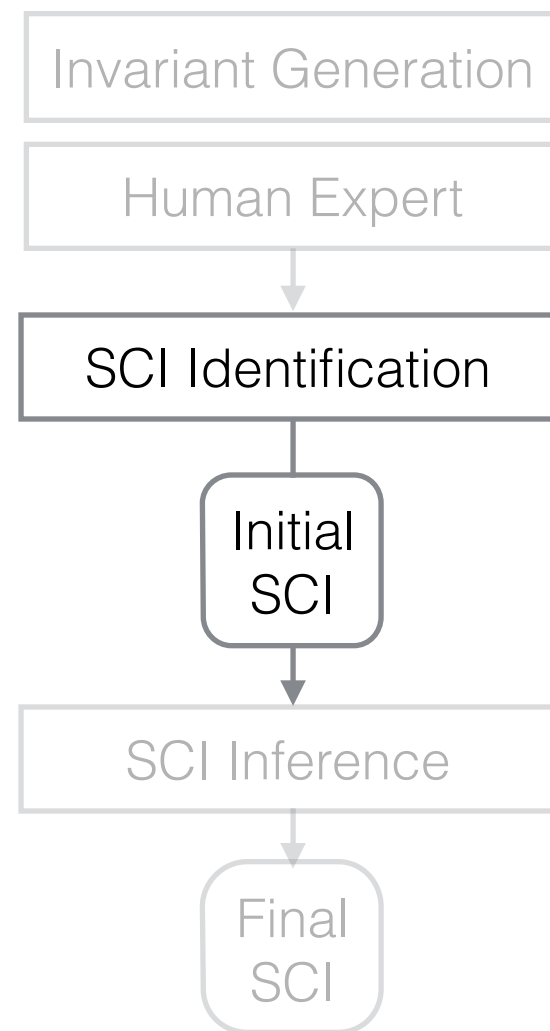 Invariant Generation
Human Expert
SCI Identification
Initial
SCI
SCI Inference
Final
SCI